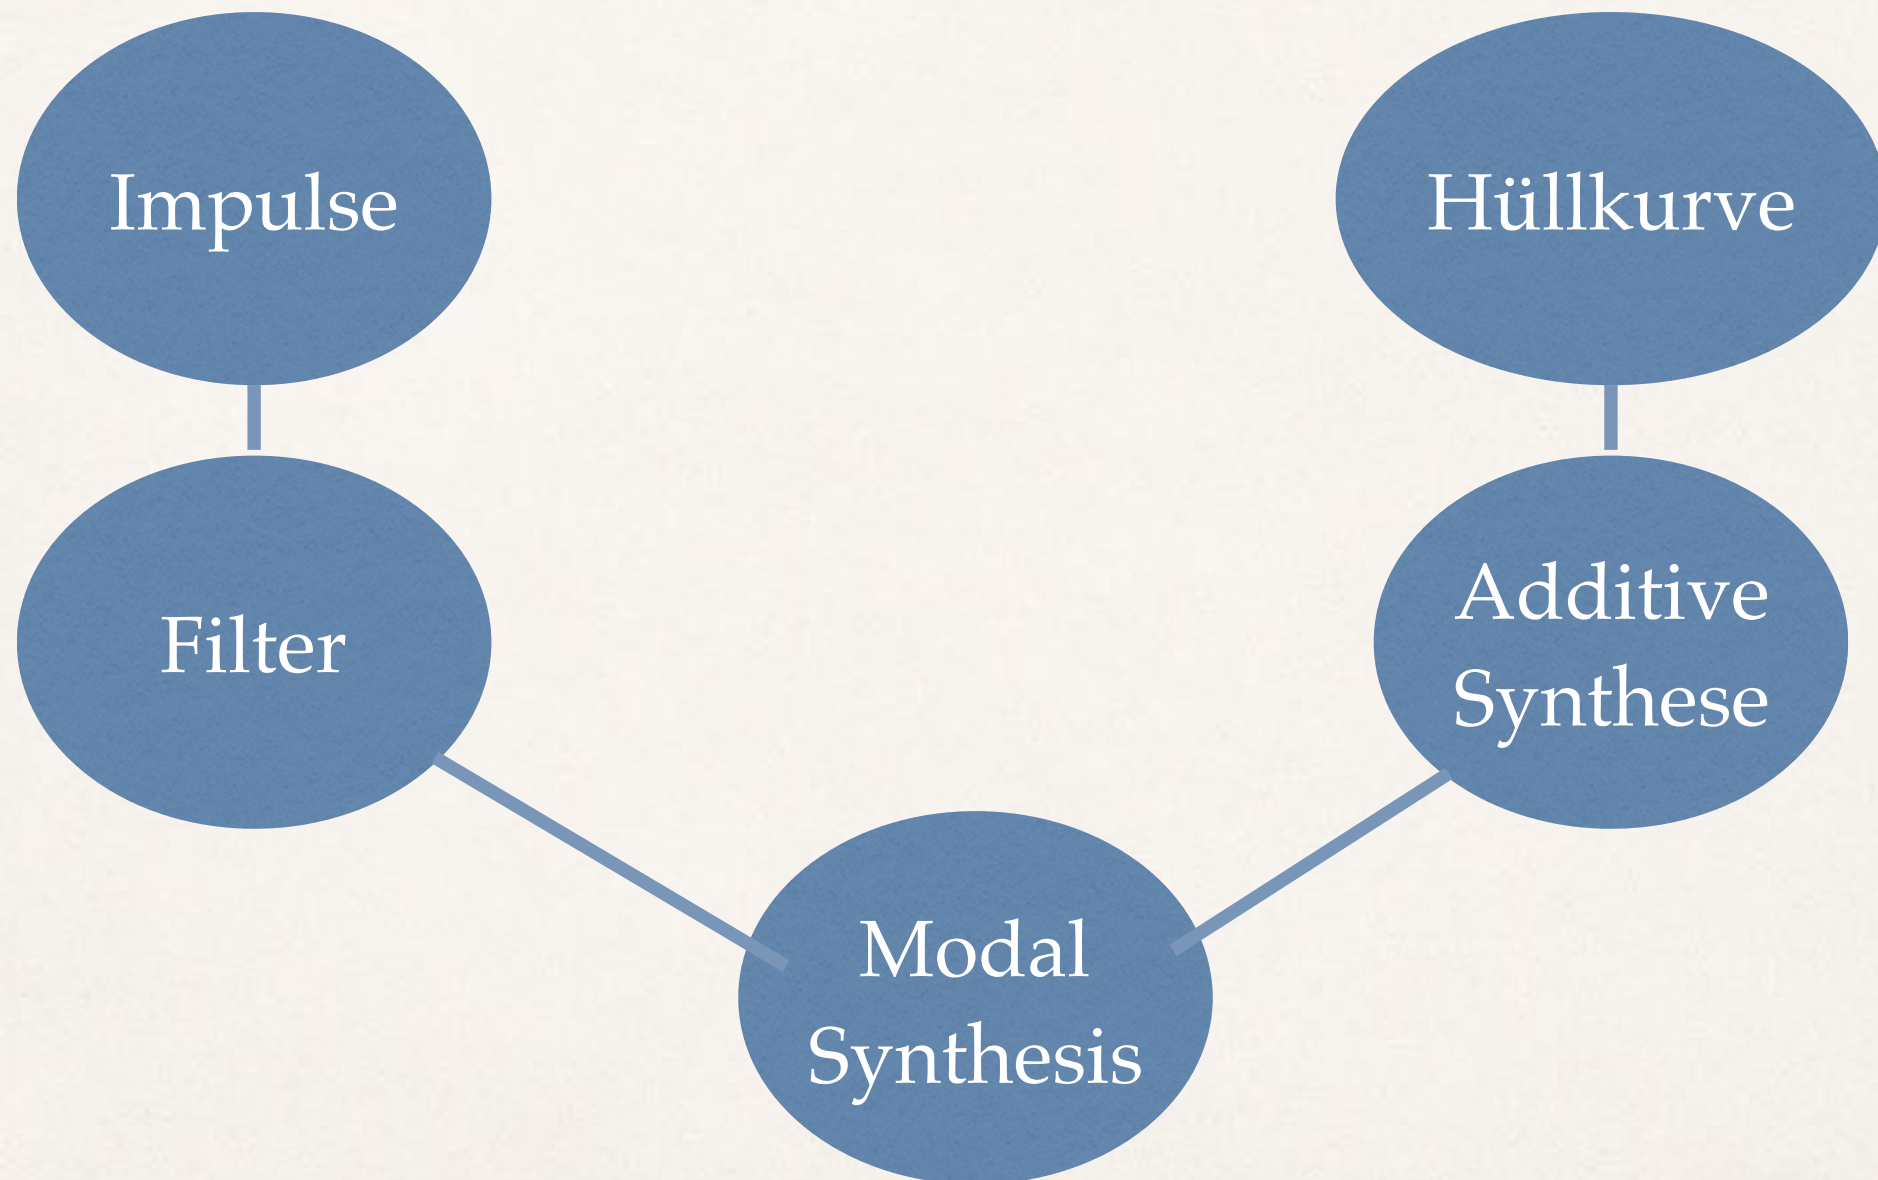 Impulse
Hüllkurve
Filter
Additive
Synthese
Modal
Synthesis